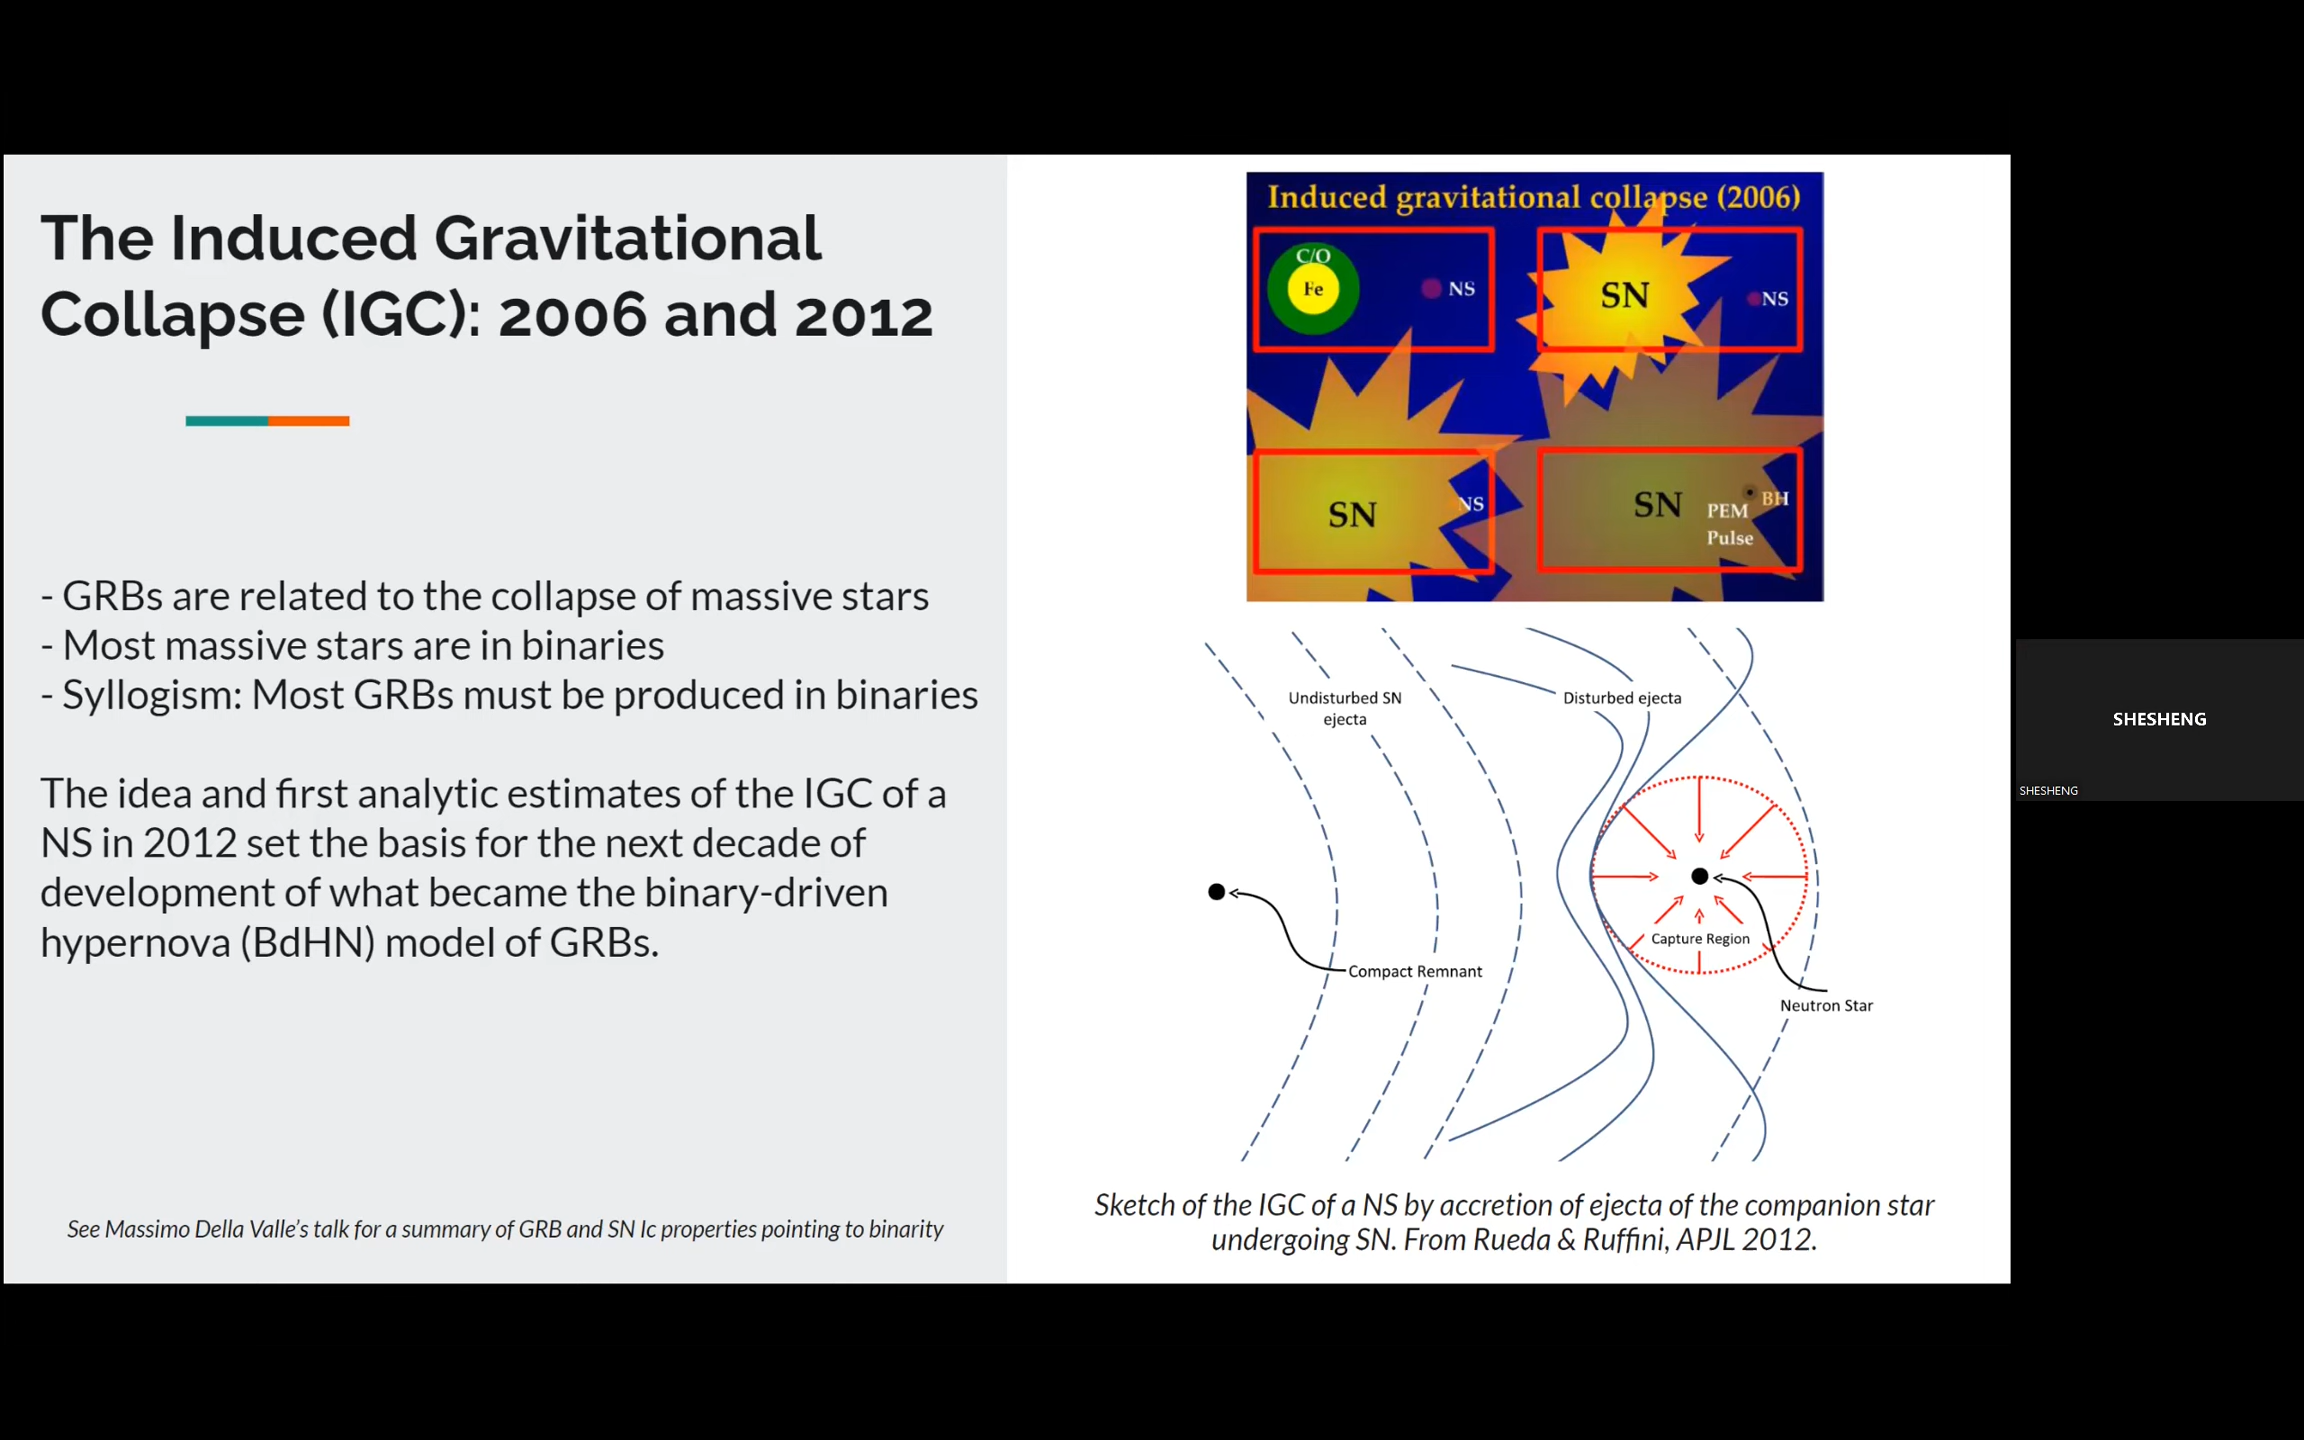 The Induced Gravitational
Collapse (IGC): 2006 and 2012
- GRBs are related to the collapse of massive stars
- Most massive stars are in binaries
- Syllogism: Most GRBs must be produced in binaries
The idea and first analytic estimates of the IGC of a
NS in 2012 set the basis for the next decade of
development of what became the binary-driven
hypernova (BdHN) model of GRBs.
See Massimo Della Valle’s talk for a summary of GRB and SN Ic properties pointing to binarity
Induced gravitational collapse (2006)
C/O
Fe
NS
SN
NS
SN
NS
SN
BH
PEM
Pulse
Undisturbed SN
ejecta
Disturbed ejecta
Capture Region
Compact Remnant
Neutron Star
Sketch of the IGC of a NS by accretion of ejecta of the companion star
undergoing SN. From Rueda & Ruffini, APJL 2012.
SHESHENG
SHESHENG